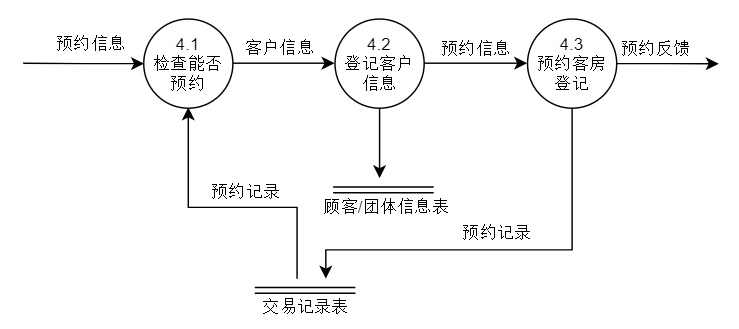 预约信息
4.1
检查能否
预约
客户信息
4.2
登记客户
信息
预约信息
4.3
预约客房
登记
预约反馈
预约记录
顾客/团体信息表
预约记录
交易记录表